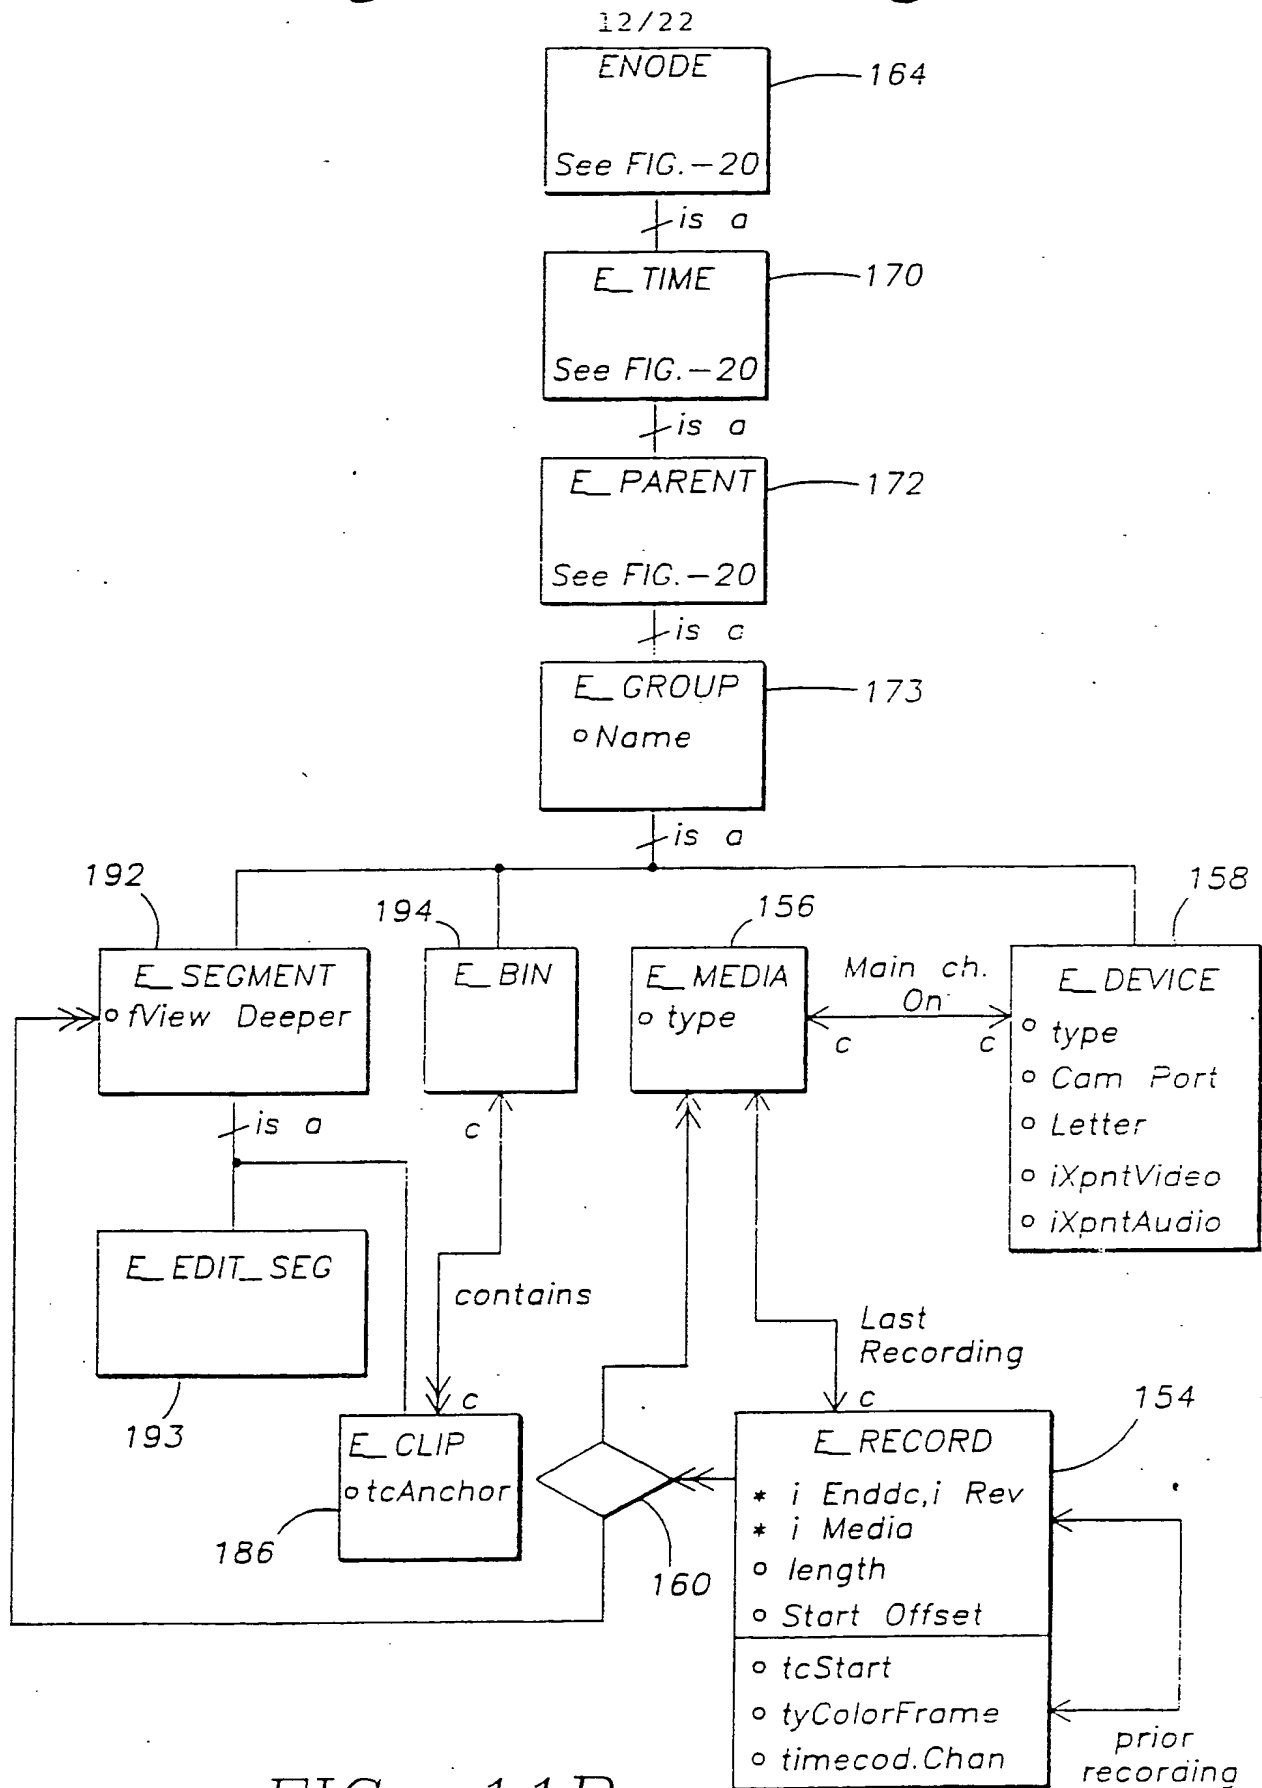 12/22
ENODE
164
See FIG.-20
is a
E_TIME
170
See FIG.-20
is a
E_PARENT
172
See FIG.-20
is c
E_GROUP
173
o Name
is a
192
194
156
158
E_SEGMENT
o fView Deeper
E_BIN
E_MEDIA
o type
Main ch.
On
c
c
E_DEVICE
o type
o Cam Port
o Letter
o iXpntVideo
o iXpntAudio
is a
c
E_EDIT_SEG
193
contains
Last
Recording
c
c
154
E_CLIP
o tcAnchor
186
160
E_RECORD
* i Enddc,i Rev
* i Media
o length
o Start Offset
o tcStart
o tyColorFrame
o timecod.Chan
prior
recording